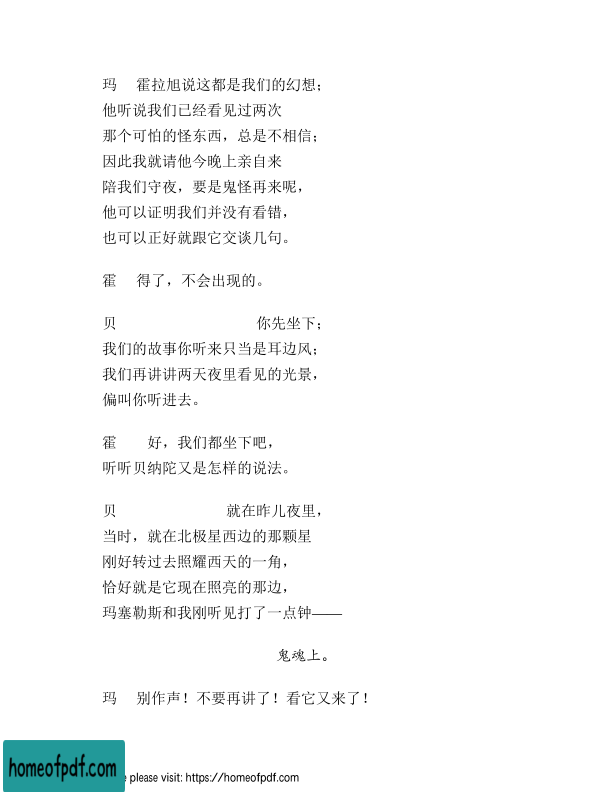 玛　霍拉旭说这都是我们的幻想；
他听说我们已经看见过两次
那个可怕的怪东西，总是不相信；
因此我就请他今晚上亲自来
陪我们守夜，要是鬼怪再来呢，
他可以证明我们并没有看错，
也可以正好就跟它交谈几句。
霍　得了，不会出现的。
贝　　　　　　　　　你先坐下；
我们的故事你听来只当是耳边风；
我们再讲讲两天夜里看见的光景，
偏叫你听进去。
霍　　好，我们都坐下吧，
听听贝纳陀又是怎样的说法。
贝　　　　　　　就在昨儿夜里，
当时，就在北极星西边的那颗星
刚好转过去照耀西天的一角，
恰好就是它现在照亮的那边，
玛塞勒斯和我刚听见打了一点钟——
鬼魂上。
玛　别作声！不要再讲了！看它又来了！
homeofpdf.com
e please visit: https://homeofpdf.com